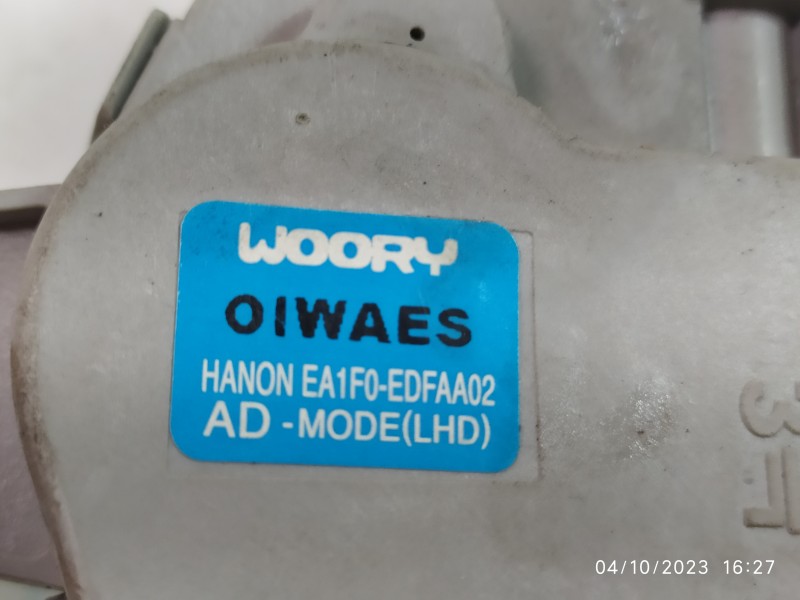 WOORY
OIWAES
HANON EA1F0-EDFAA02
AD -MODE(LHD)
04/10/2023 16:27